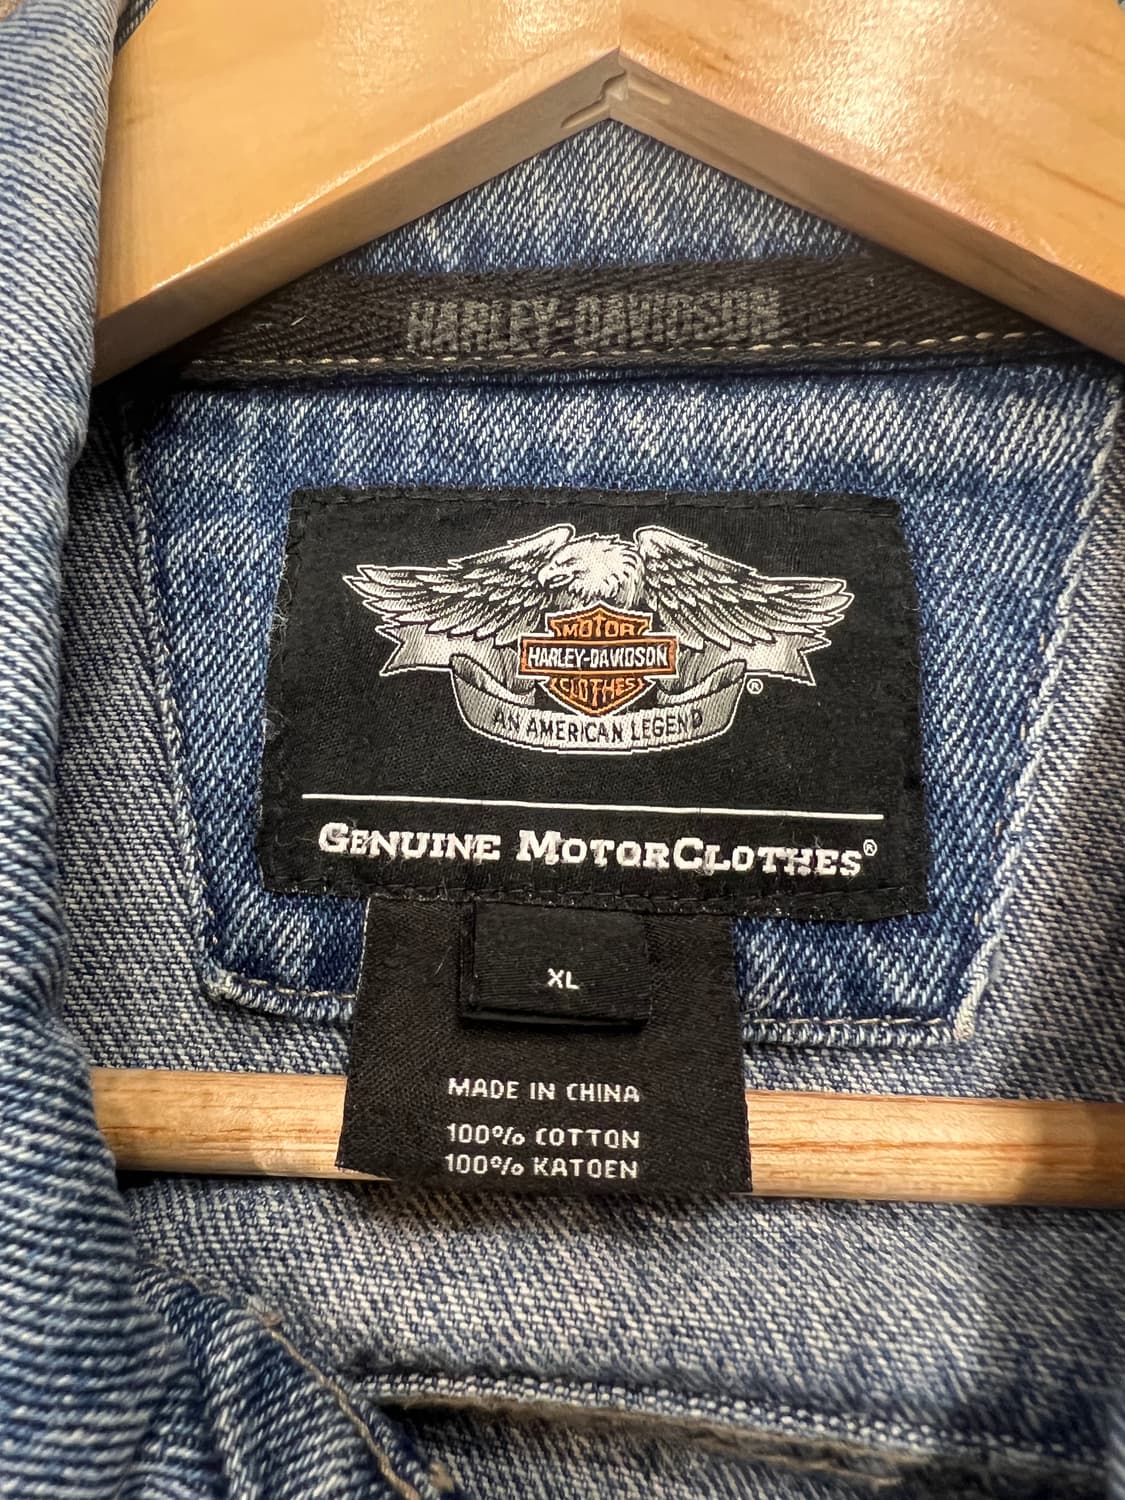 HARLEY-DAVIDSON
MOTOR
HARLEY-DAVIDSON
CLOTHES
®
AN AMERICAN LEGEND
GENUINE MOTORCLOTHES®
XL
MADE IN CHINA
100% COTTON
100% KATOEN